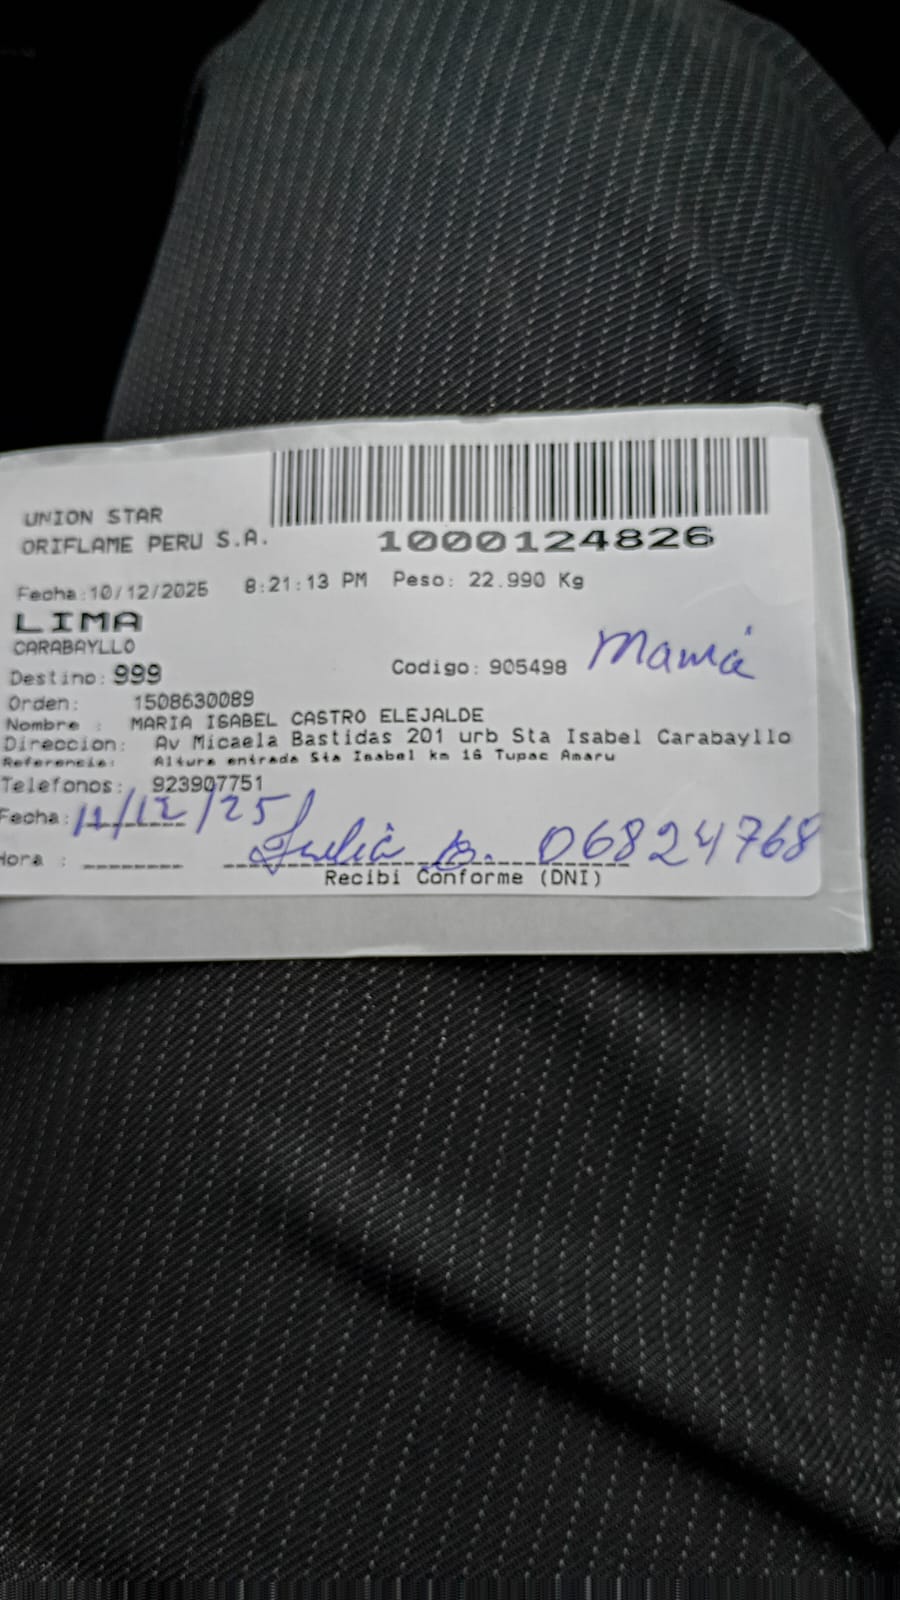 UNION STAR
ORIFLAME PERU S.A.
1000124826
Fecha:10/12/2025 8:21:13 PM Peso: 22.990 Kg
LIMA
CARABAYLLO
Destino: 999 Codigo: 905498 Mamá
Orden: 1508630089
Nombre : MARIA ISABEL CASTRO ELEJALDE
Direccion: Av Micaela Bastidas 201 urb Sta Isabel Carabayllo
Referencia: Altura entrada Sta Isabel km 16 Tupac Amaru
Telefonos: 923907751
Fecha: 11/12/25
Hora : Julia B. 06824768
Recibi Conforme (DNI)